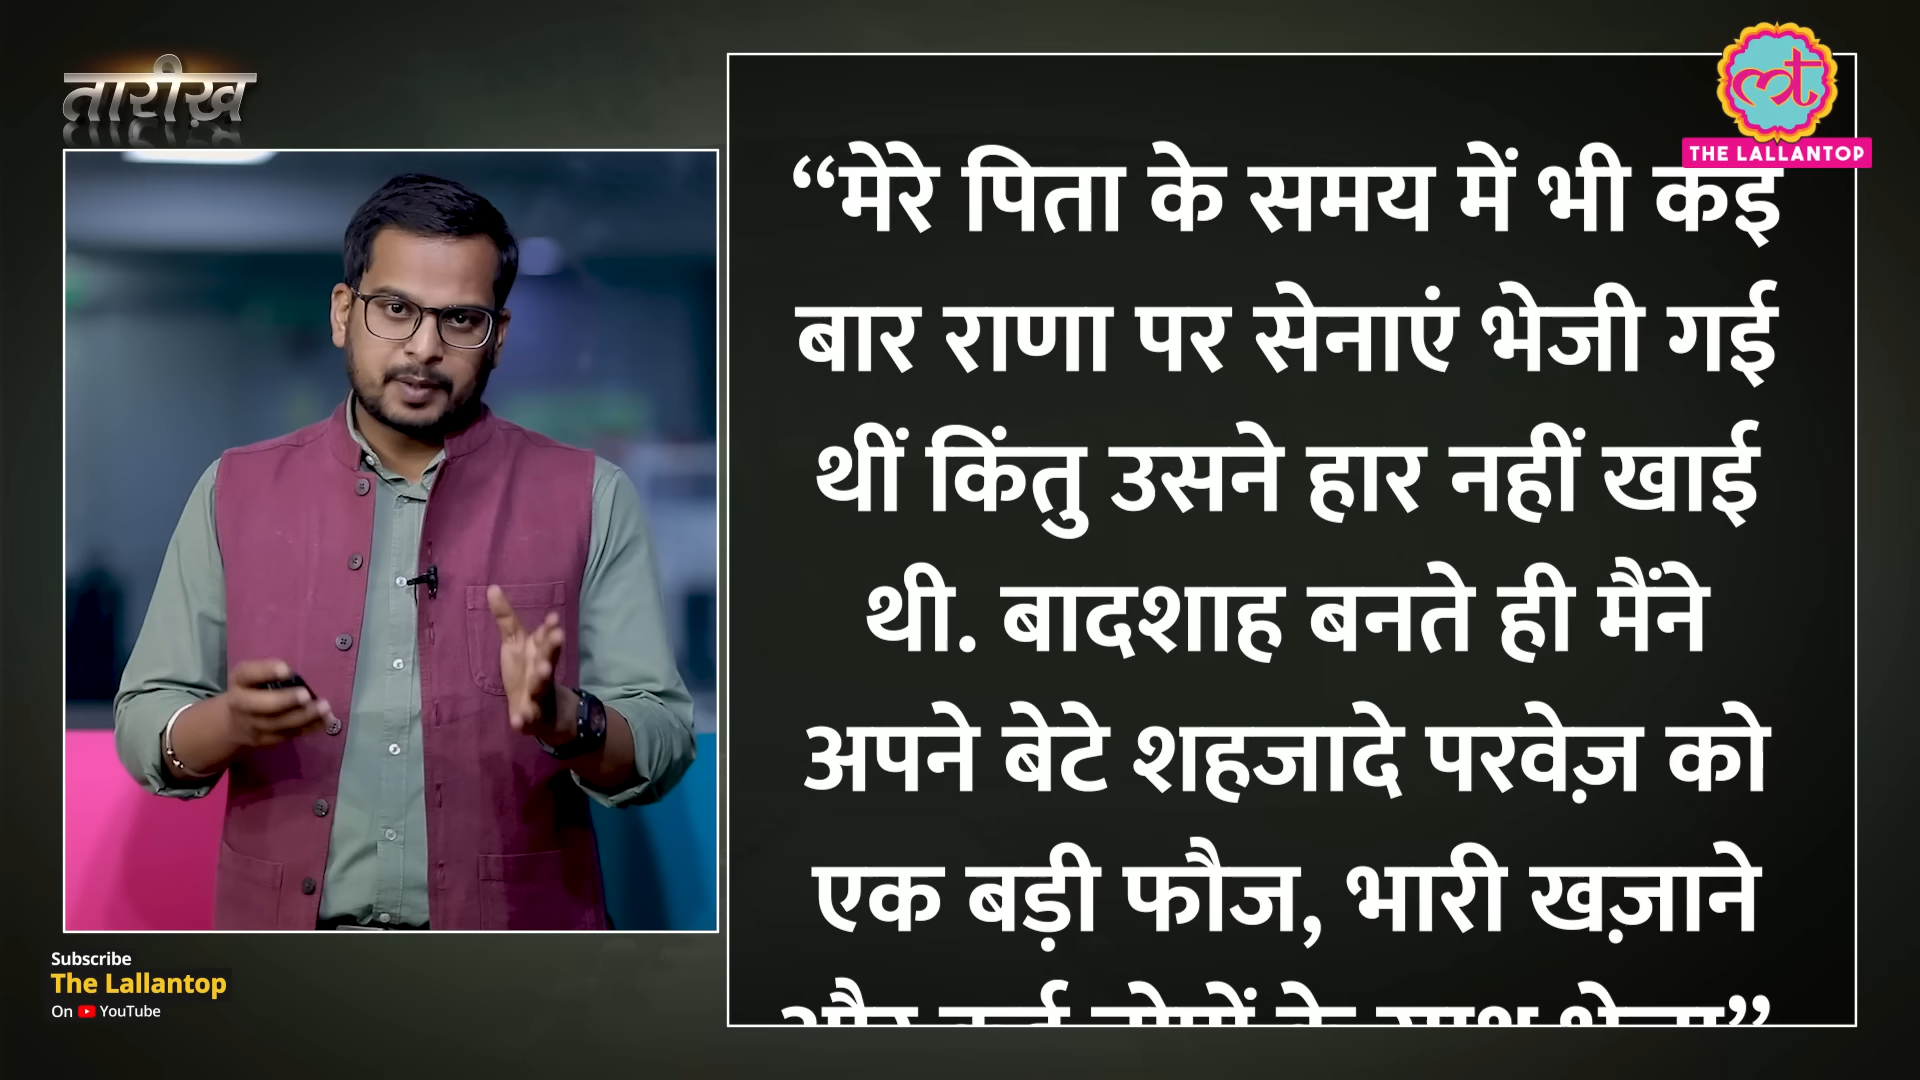 तारीख़
THE LALLANTOP
“मेरे पिता के समय में भी कई
बार राणा पर सेनाएं भेजी गई
थीं किंतु उसने हार नहीं खाई
थी. बादशाह बनते ही मैंने
अपने बेटे शहजादे परवेज़ को
एक बड़ी फौज, भारी खज़ाने
Subscribe
The Lallantop
On YouTube